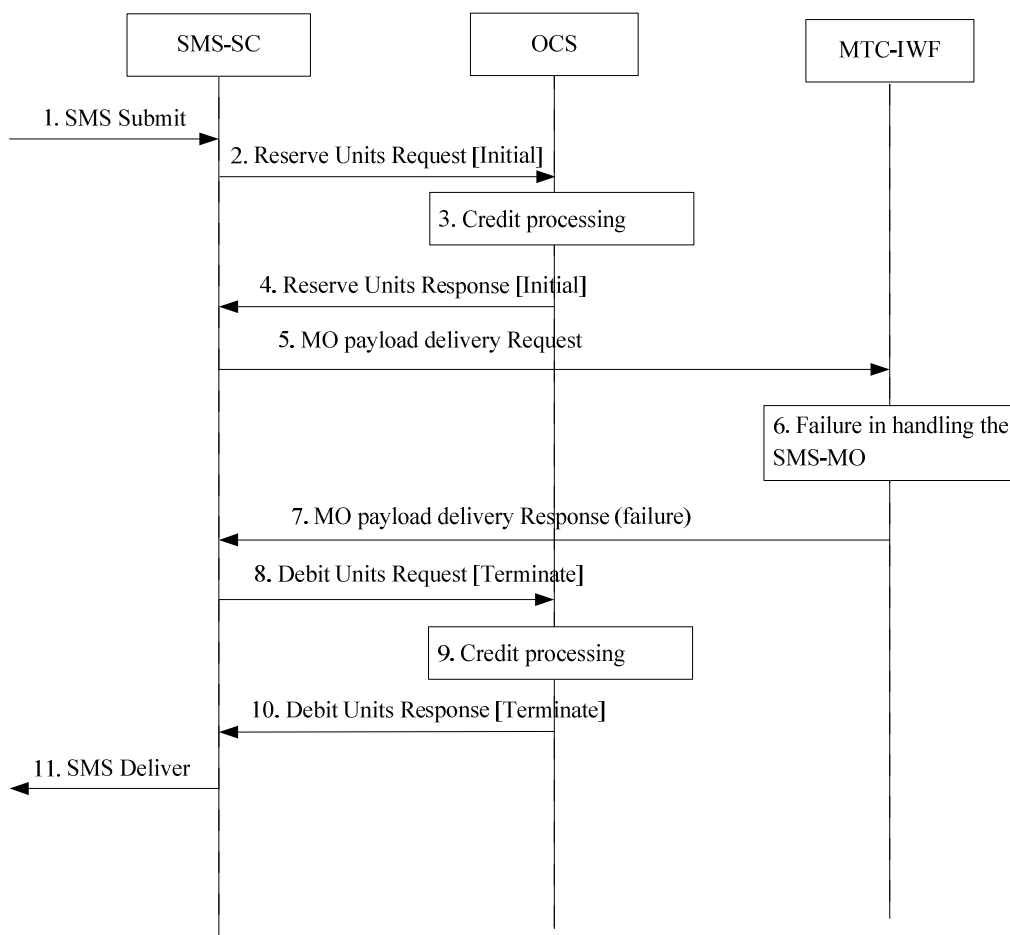 SMS-SC
OCS
MTC-IWF
1. SMS Submit
2. Reserve Units Request [Initial]
3. Credit processing
4. Reserve Units Response [Initial]
5. MO payload delivery Request
6. Failure in handling the
SMS-MO
7. MO payload delivery Response (failure)
8. Debit Units Request [Terminate]
9. Credit processing
10. Debit Units Response [Terminate]
11. SMS Deliver